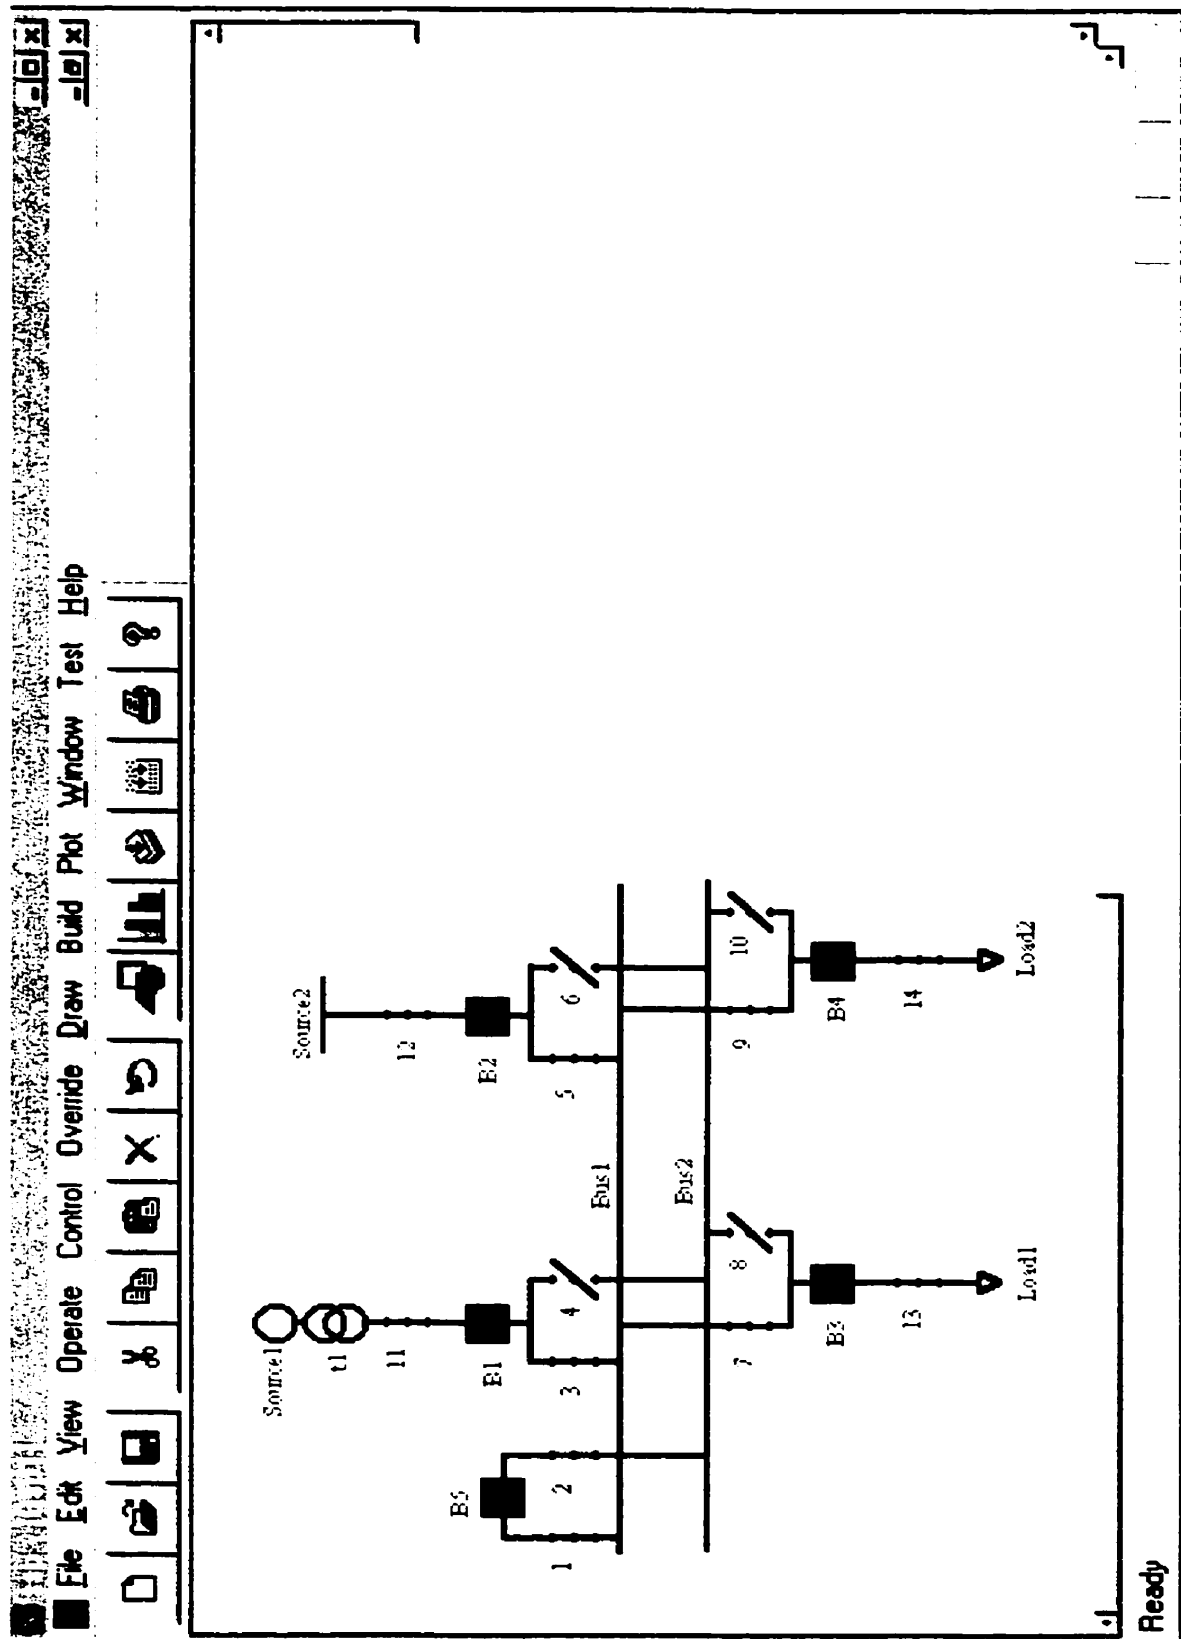 File Edit View Operate Control Override Draw Build Plot Window Test Help
Source1
Source2
t1
11
12
B5
B1
B2
1
2
3
4
5
6
Bus1
Bus2
7
8
9
10
B3
B4
13
14
Load1
Load2
Ready